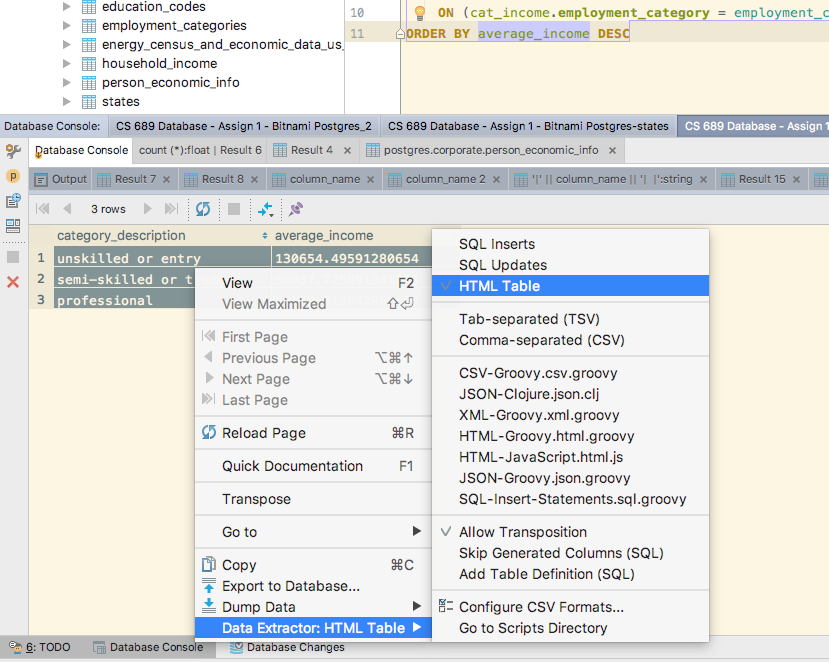 education_codes
employment_categories
energy_census_and_economic_data_us_
household_income
person_economic_info
states
10 ON (cat_income.employment_category = employment_c
11 ORDER BY average_income DESC
Database Console: CS 689 Database - Assign 1 - Bitnami Postgres_2 CS 689 Database - Assign 1 - Bitnami Postgres-states CS 689 Database - Assign 1
Database Console count (*):float | Result 6 Result 4 postgres.corporate.person_economic_info
Output Result 7 Result 8 column_name column_name 2 '|' || column_name || '| |':string Result 15
3 rows
category_description average_income
1 unskilled or entry 130654.49591280654
2 semi-skilled or t
3 professional
View F2
View Maximized ⇧⏎
First Page
Previous Page ⌥⌘↑
Next Page ⌥⌘↓
Last Page
Reload Page ⌘R
Quick Documentation F1
Transpose
Go to
Copy ⌘C
Export to Database...
Dump Data
Data Extractor: HTML Table
SQL Inserts
SQL Updates
HTML Table
Tab-separated (TSV)
Comma-separated (CSV)
CSV-Groovy.csv.groovy
JSON-Clojure.json.clj
XML-Groovy.xml.groovy
HTML-Groovy.html.groovy
HTML-JavaScript.html.js
JSON-Groovy.json.groovy
SQL-Insert-Statements.sql.groovy
Allow Transposition
Skip Generated Columns (SQL)
Add Table Definition (SQL)
Configure CSV Formats...
Go to Scripts Directory
6: TODO Database Console Database Changes